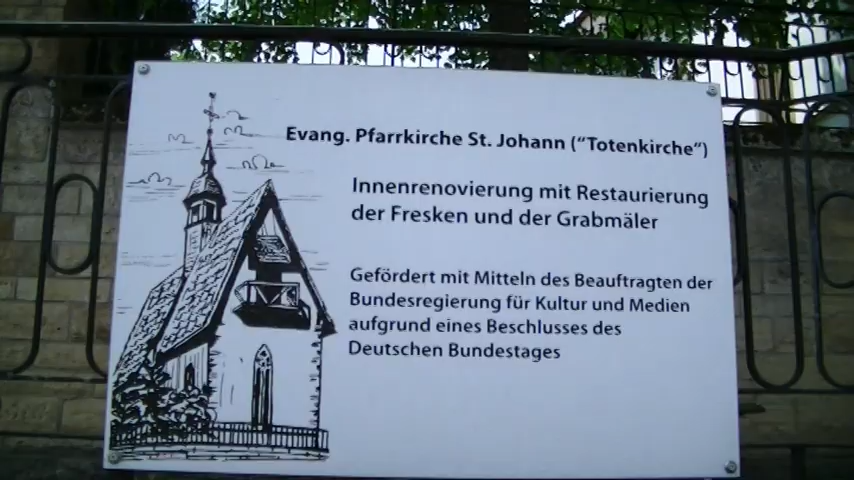 Evang. Pfarrkirche St. Johann (“Totenkirche“)
Innenrenovierung mit Restaurierung
der Fresken und der Grabmäler
Gefördert mit Mitteln des Beauftragten der
Bundesregierung für Kultur und Medien
aufgrund eines Beschlusses des
Deutschen Bundestages